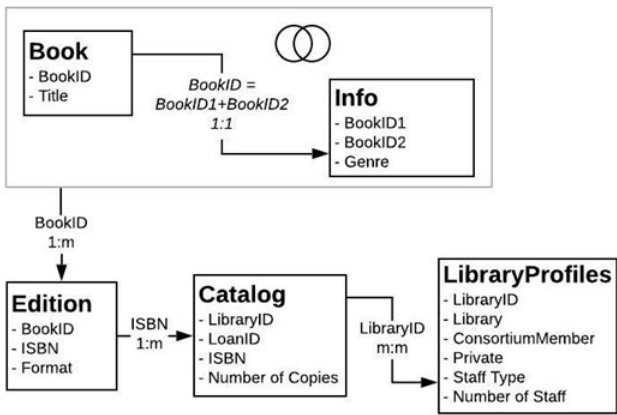 Book
- BookID
- Title
BookID =
BookID1+BookID2
1:1
Info
- BookID1
- BookID2
- Genre
BookID
1:m
Edition
- BookID
- ISBN
- Format
ISBN
1:m
Catalog
- LibraryID
- LoanID
- ISBN
- Number of Copies
LibraryID
m:m
LibraryProfiles
- LibraryID
- Library
- ConsortiumMember
- Private
- Staff Type
- Number of Staff